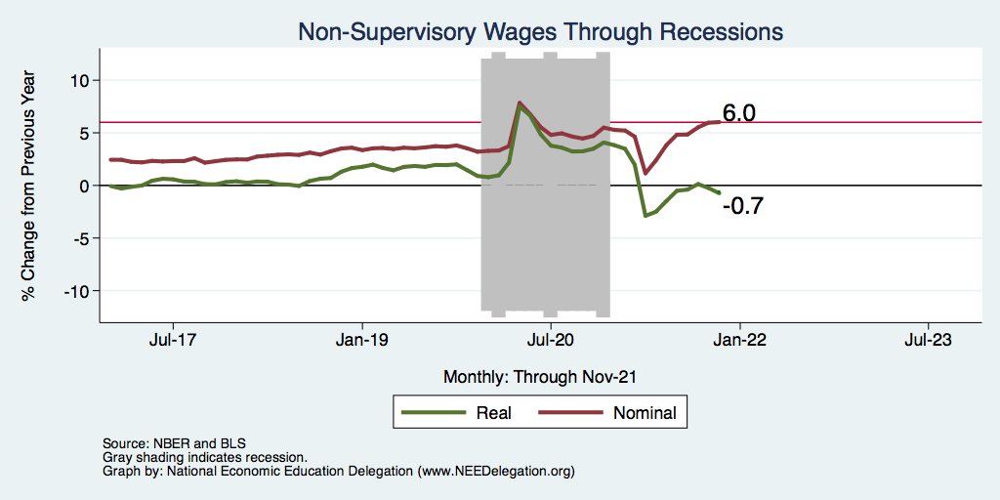 Non-Supervisory Wages Through Recessions
% Change from Previous Year
10
5
0
-5
-10
6.0
-0.7
Jul-17
Jan-19
Jul-20
Jan-22
Jul-23
Monthly: Through Nov-21
Real
Nominal
Source: NBER and BLS
Gray shading indicates recession.
Graph by: National Economic Education Delegation (www.NEEDelegation.org)